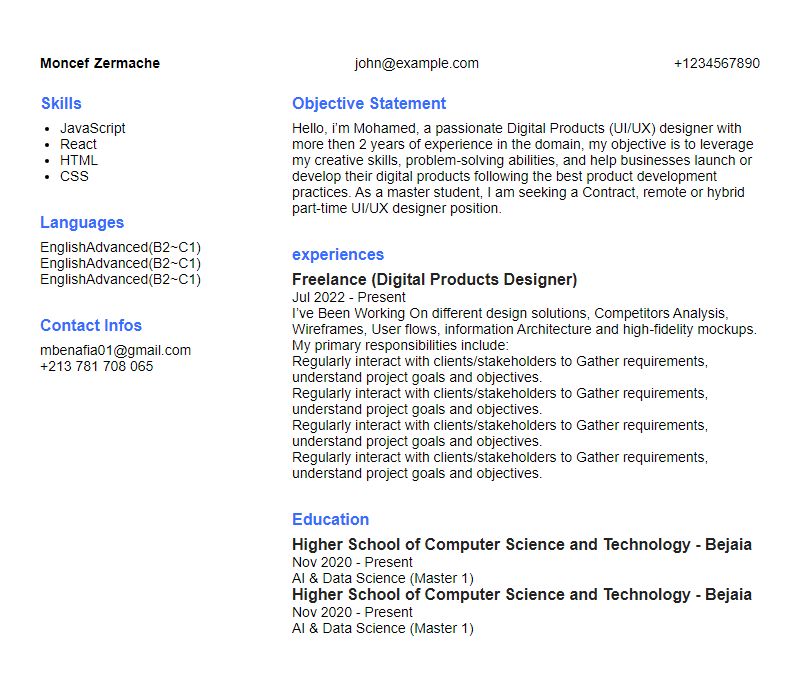 Moncef Zermache
john@example.com
+1234567890
Skills
• JavaScript
• React
• HTML
• CSS
Languages
EnglishAdvanced(B2~C1)
EnglishAdvanced(B2~C1)
EnglishAdvanced(B2~C1)
Contact Infos
mbenafia01@gmail.com
+213 781 708 065
Objective Statement
Hello, i’m Mohamed, a passionate Digital Products (UI/UX) designer with
more then 2 years of experience in the domain, my objective is to leverage
my creative skills, problem-solving abilities, and help businesses launch or
develop their digital products following the best product development
practices. As a master student, I am seeking a Contract, remote or hybrid
part-time UI/UX designer position.
experiences
Freelance (Digital Products Designer)
Jul 2022 - Present
I’ve Been Working On different design solutions, Competitors Analysis,
Wireframes, User flows, information Architecture and high-fidelity mockups.
My primary responsibilities include:
Regularly interact with clients/stakeholders to Gather requirements,
understand project goals and objectives.
Regularly interact with clients/stakeholders to Gather requirements,
understand project goals and objectives.
Regularly interact with clients/stakeholders to Gather requirements,
understand project goals and objectives.
Regularly interact with clients/stakeholders to Gather requirements,
understand project goals and objectives.
Education
Higher School of Computer Science and Technology - Bejaia
Nov 2020 - Present
AI & Data Science (Master 1)
Higher School of Computer Science and Technology - Bejaia
Nov 2020 - Present
AI & Data Science (Master 1)